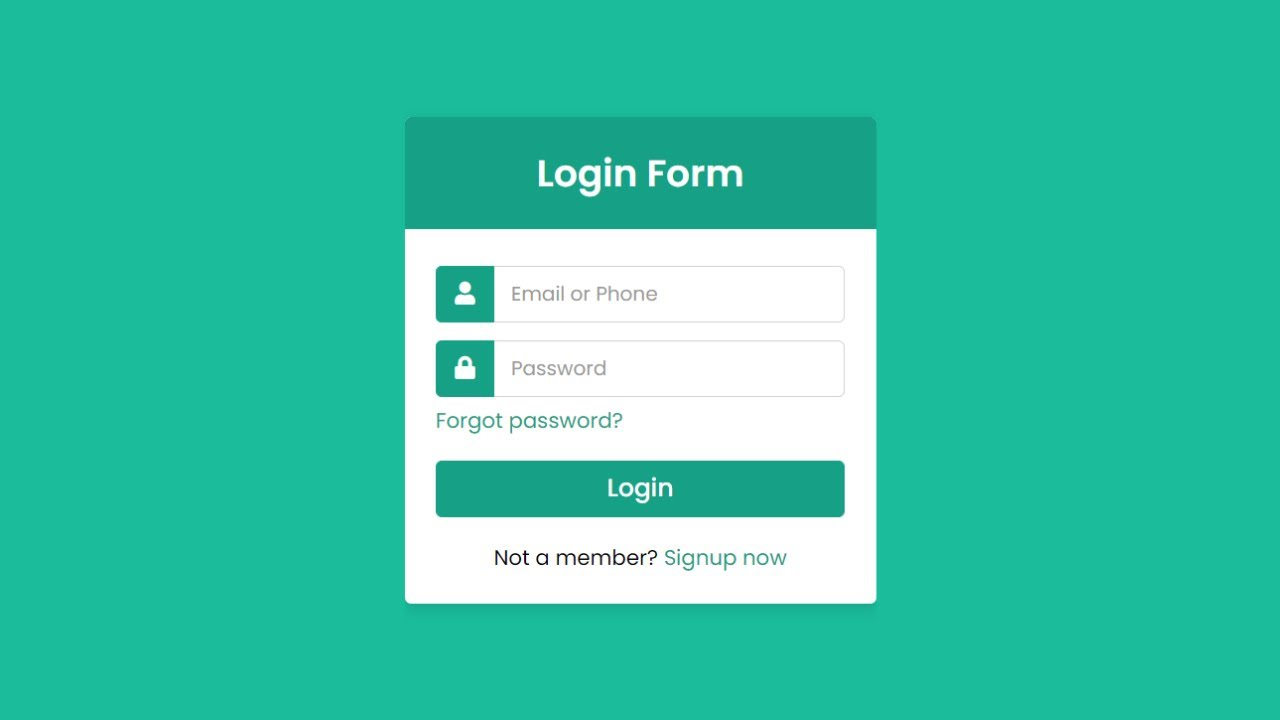 Login Form
Email or Phone
Password
Forgot password?
Login
Not a member? Signup now